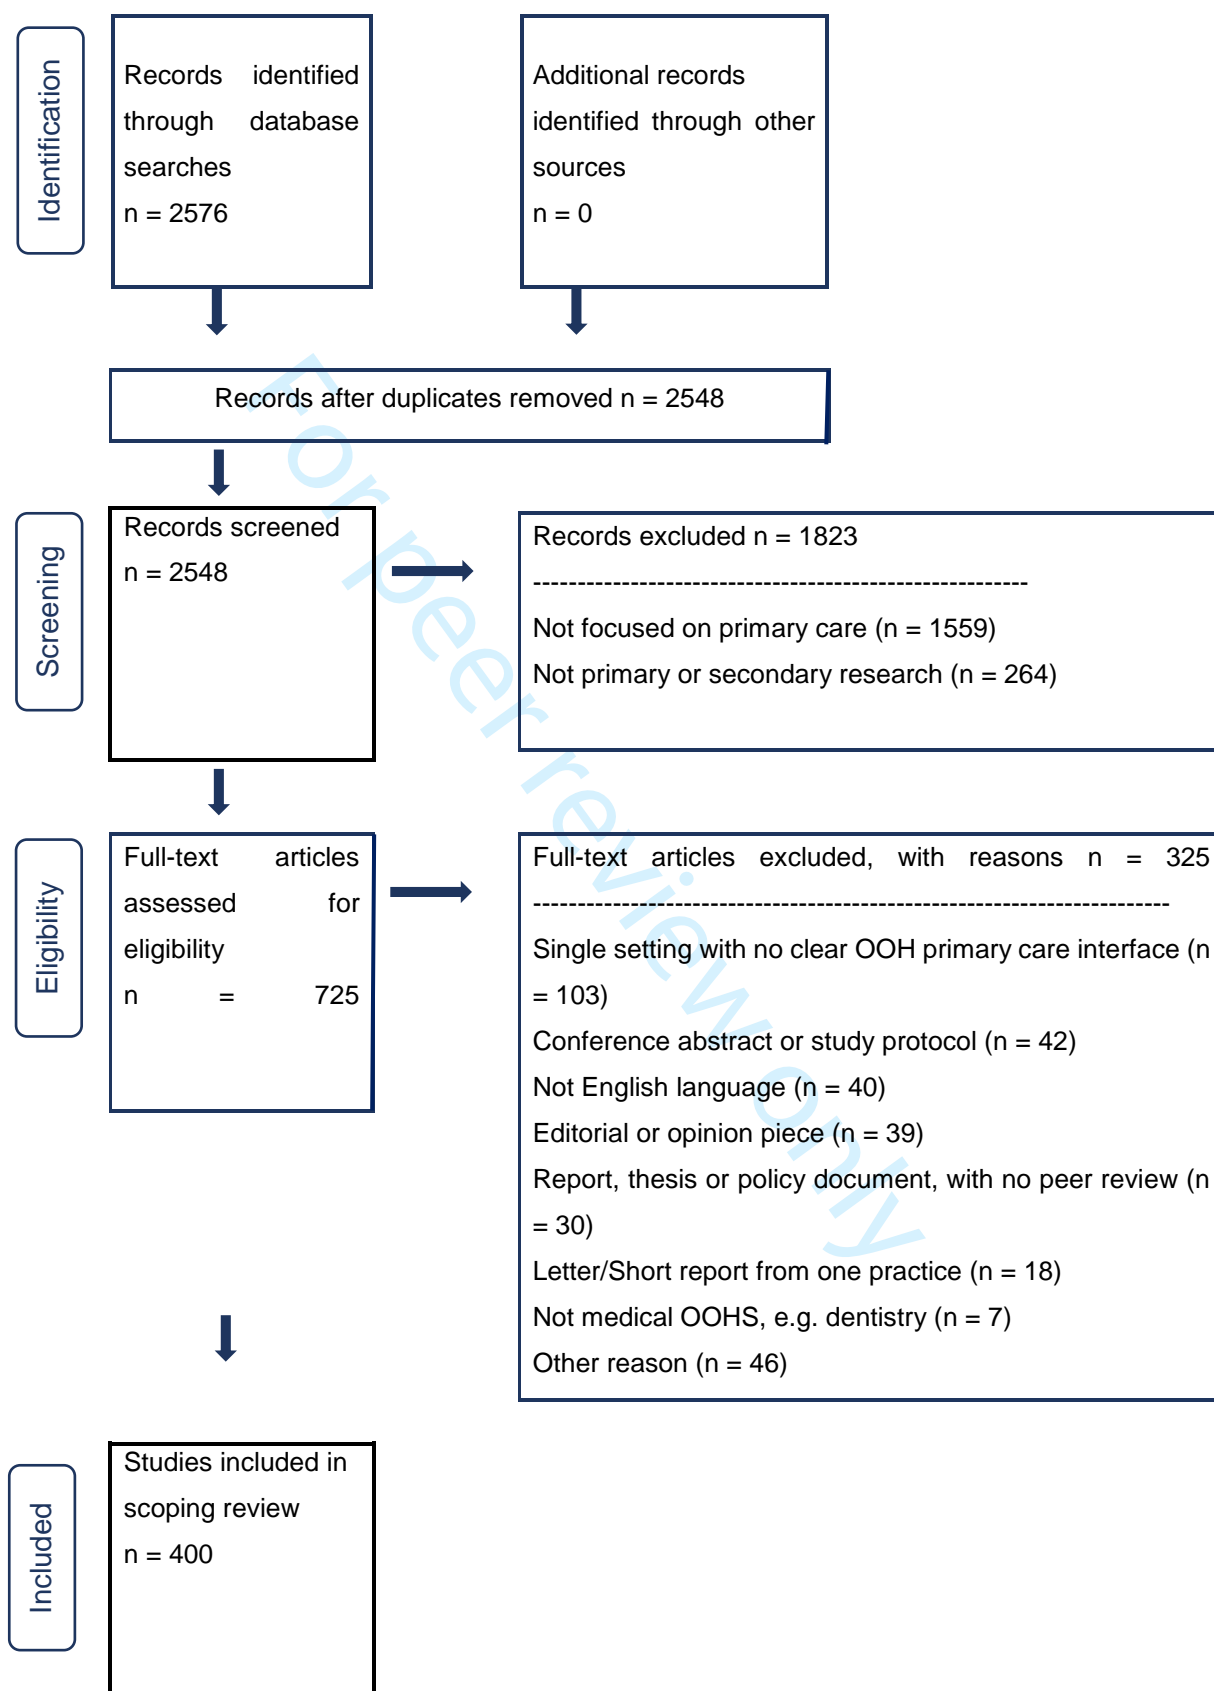 Identification
Records identified
through database
searches
n = 2576
Additional records
identified through other
sources
n = 0
Records after duplicates removed n = 2548
Screening
Records screened
n = 2548
Records excluded n = 1823
-------------------------------------------------------
Not focused on primary care (n = 1559)
Not primary or secondary research (n = 264)
Eligibility
Full-text articles
assessed for
eligibility
n = 725
Full-text articles excluded, with reasons n = 325
-----------------------------------------------------------------------
Single setting with no clear OOH primary care interface (n
= 103)
Conference abstract or study protocol (n = 42)
Not English language (n = 40)
Editorial or opinion piece (n = 39)
Report, thesis or policy document, with no peer review (n
= 30)
Letter/Short report from one practice (n = 18)
Not medical OOHS, e.g. dentistry (n = 7)
Other reason (n = 46)
Included
Studies included in
scoping review
n = 400
For peer review only